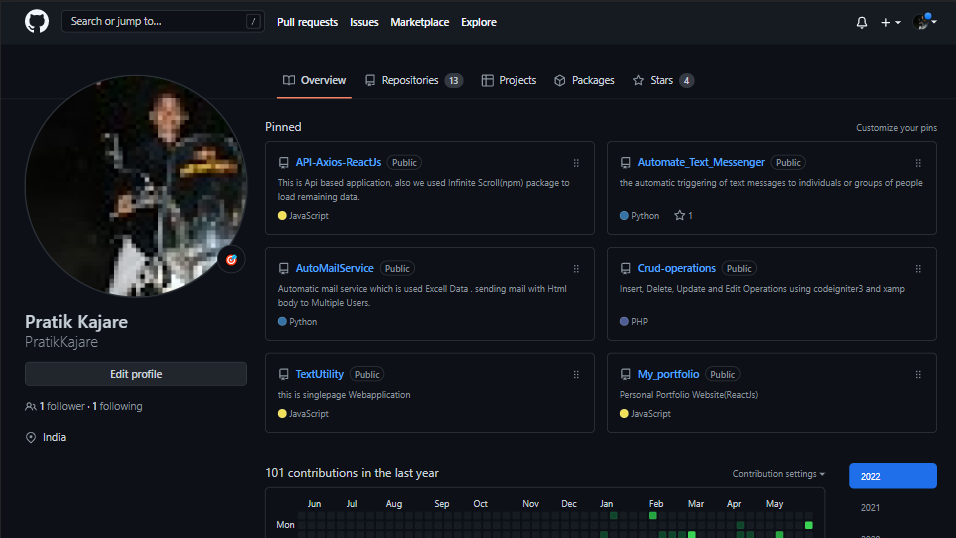 Search or jump to... /
Pull requests Issues Marketplace Explore
Overview Repositories 13 Projects Packages Stars 4
Pratik Kajare
PratikKajare
Edit profile
1 follower · 1 following
India
Pinned
Customize your pins
API-Axios-ReactJs Public
This is Api based application, also we used Infinite Scroll(npm) package to
load remaining data.
JavaScript
Automate_Text_Messenger Public
the automatic triggering of text messages to individuals or groups of people
Python 1
AutoMailService Public
Automatic mail service which is used Excell Data . sending mail with Html
body to Multiple Users.
Python
Crud-operations Public
Insert, Delete, Update and Edit Operations using codeigniter3 and xamp
PHP
TextUtility Public
this is singlepage Webapplication
JavaScript
My_portfolio Public
Personal Portfolio Website(ReactJs)
JavaScript
101 contributions in the last year
Contribution settings
2022
2021
Jun Jul Aug Sep Oct Nov Dec Jan Feb Mar Apr May
Mon